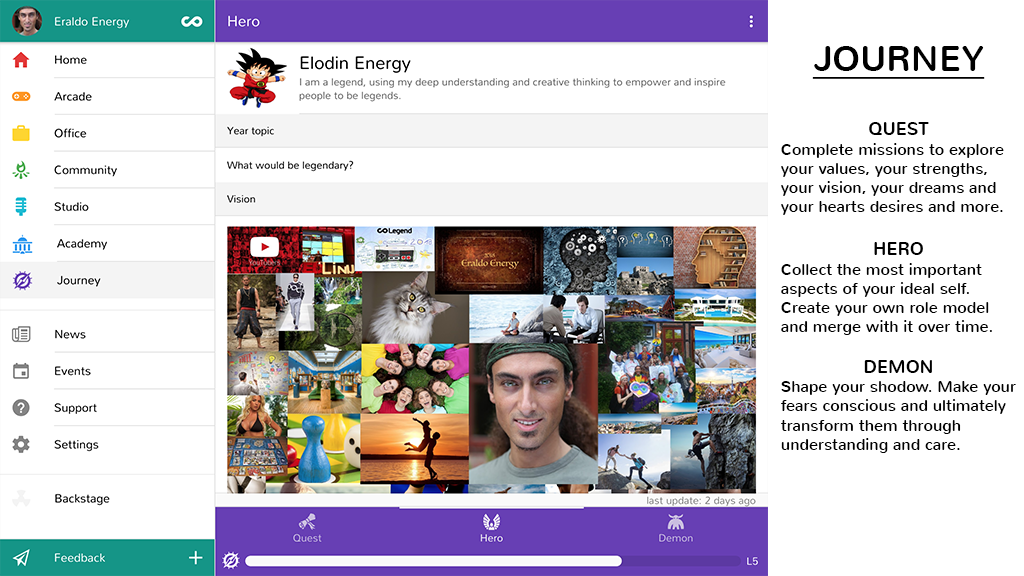 Eraldo Energy
Home
Arcade
Office
Community
Studio
Academy
Journey
News
Events
Support
Settings
Backstage
Feedback
Hero
Elodin Energy
I am a legend, using my deep understanding and creative thinking to empower and inspire
people to be legends.
Year topic
What would be legendary?
Vision
YouTubers
GO Legend
Eraldo Energy
last update: 2 days ago
Quest
Hero
Demon
L5
JOURNEY
QUEST
Complete missions to explore
your values, your strengths,
your vision, your dreams and
your hearts desires and more.
HERO
Collect the most important
aspects of your ideal self.
Create your own role model
and merge with it over time.
DEMON
Shape your shodow. Make your
fears conscious and ultimately
transform them through
understanding and care.